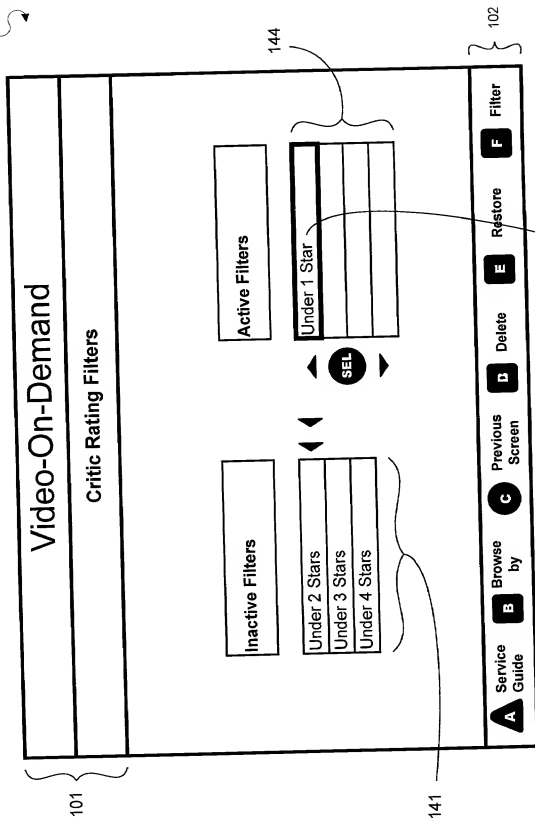 Video-On-Demand
Critic Rating Filters
Inactive Filters
Active Filters
Under 2 Stars
Under 3 Stars
Under 4 Stars
Under 1 Star
SEL
A Service Guide
B Browse by
C Previous Screen
D Delete
E Restore
F Filter
101
102
141
144